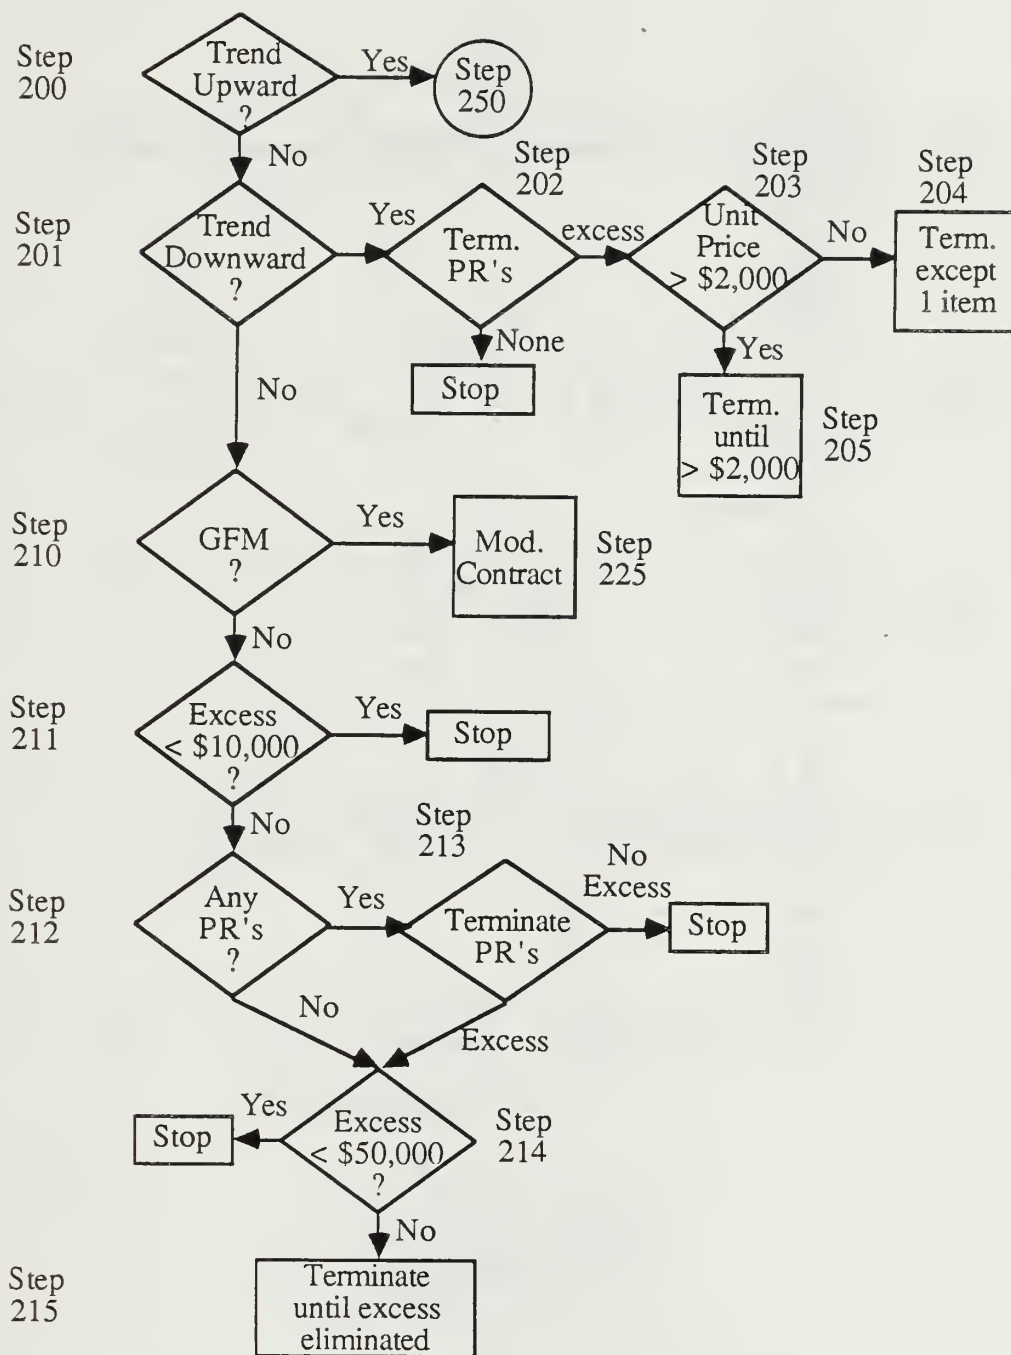 Step
200
Trend
Upward
?
Yes
Step
250
No
Step
201
Trend
Downward
?
Yes
Step
202
Term.
PR's
excess
Step
203
Unit
Price
> $2,000
No
Step
204
Term.
except
1 item
None
Stop
Yes
Term.
until
> $2,000
Step
205
No
Step
210
GFM
?
Yes
Mod.
Contract
Step
225
No
Step
211
Excess
< $10,000
?
Yes
Stop
No
Step
212
Any
PR's
?
Yes
Step
213
Terminate
PR's
No
Excess
Stop
No
Excess
Yes
Stop
Excess
< $50,000
?
Step
214
No
Step
215
Terminate
until excess
eliminated